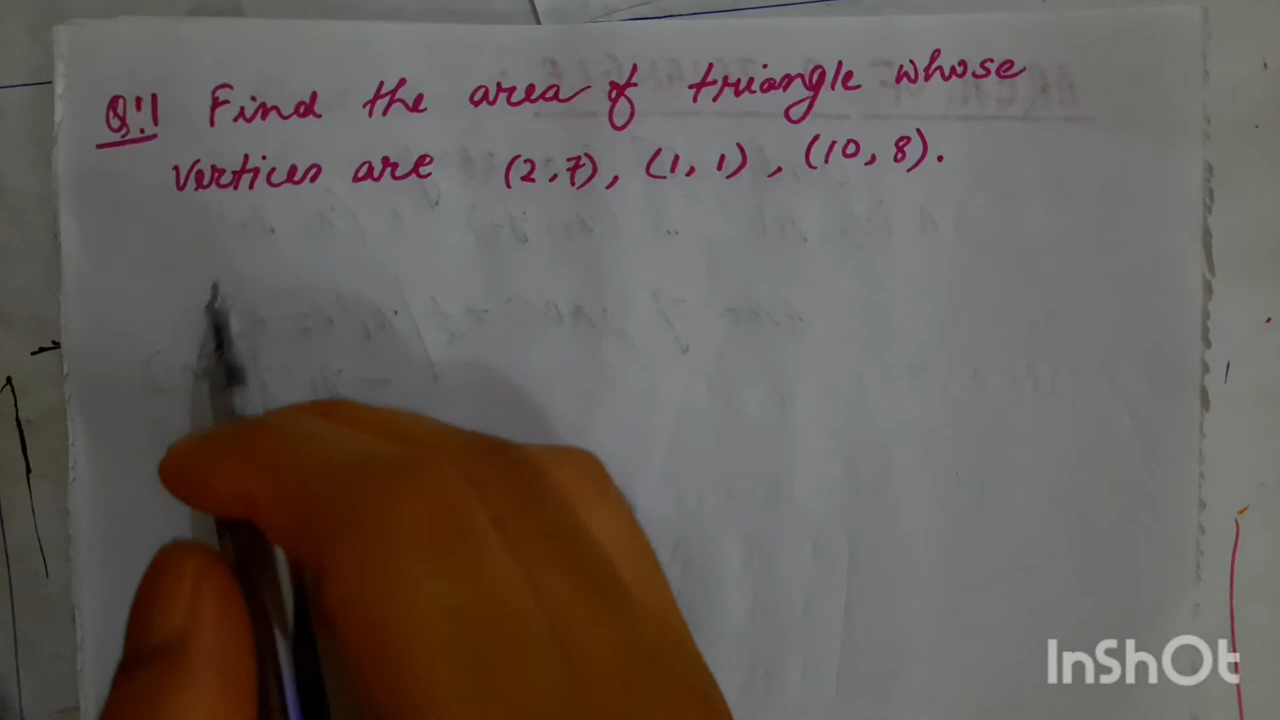 Q:1 Find the area of triangle whose
vertices are (2,7), (1,1), (10,8).
InShOt